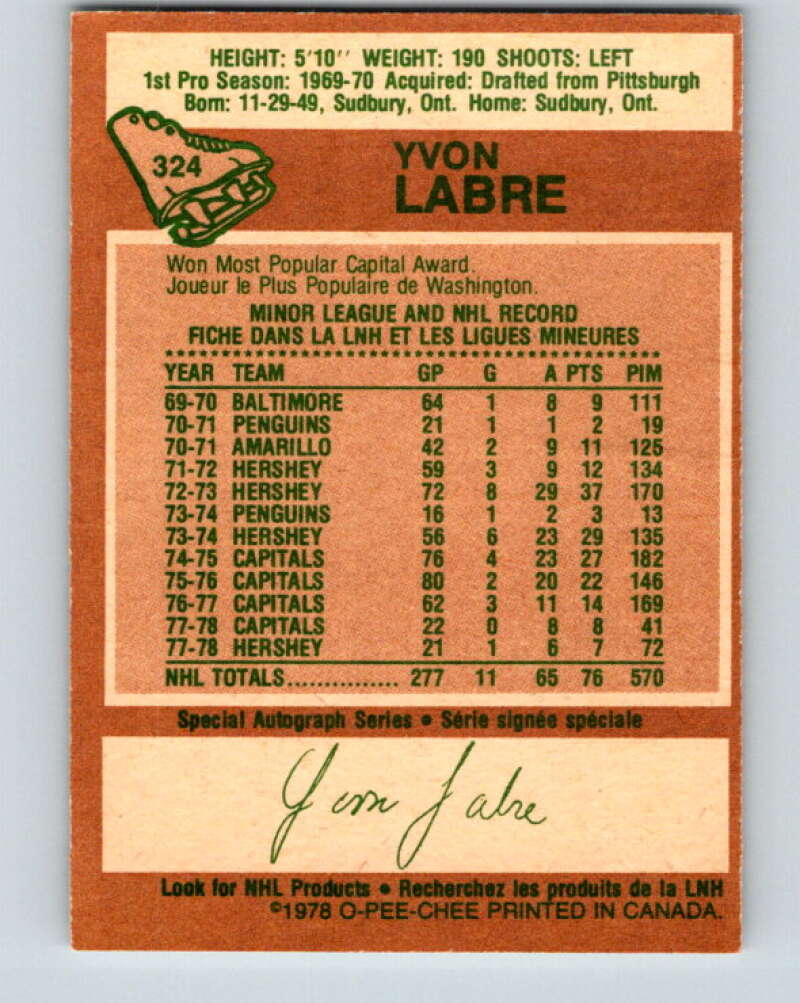 HEIGHT: 5'10'' WEIGHT: 190 SHOOTS: LEFT
1st Pro Season: 1969-70 Acquired: Drafted from Pittsburgh
Born: 11-29-49, Sudbury, Ont. Home: Sudbury, Ont.
324
YVON
LABRE
Won Most Popular Capital Award.
Joueur le Plus Populaire de Washington.
MINOR LEAGUE AND NHL RECORD
FICHE DANS LA LNH ET LES LIGUES MINEURES
YEAR TEAM GP G A PTS PIM
69-70 BALTIMORE 64 1 8 9 111
70-71 PENGUINS 21 1 1 2 19
70-71 AMARILLO 42 2 9 11 125
71-72 HERSHEY 59 3 9 12 134
72-73 HERSHEY 72 8 29 37 170
73-74 PENGUINS 16 1 2 3 13
73-74 HERSHEY 56 6 23 29 135
74-75 CAPITALS 76 4 23 27 182
75-76 CAPITALS 80 2 20 22 146
76-77 CAPITALS 62 3 11 14 169
77-78 CAPITALS 22 0 8 8 41
77-78 HERSHEY 21 1 6 7 72
NHL TOTALS............... 277 11 65 76 570
Special Autograph Series • Série signée spéciale
Yvon Labre
Look for NHL Products • Recherchez les produits de la LNH
©1978 O-PEE-CHEE PRINTED IN CANADA.